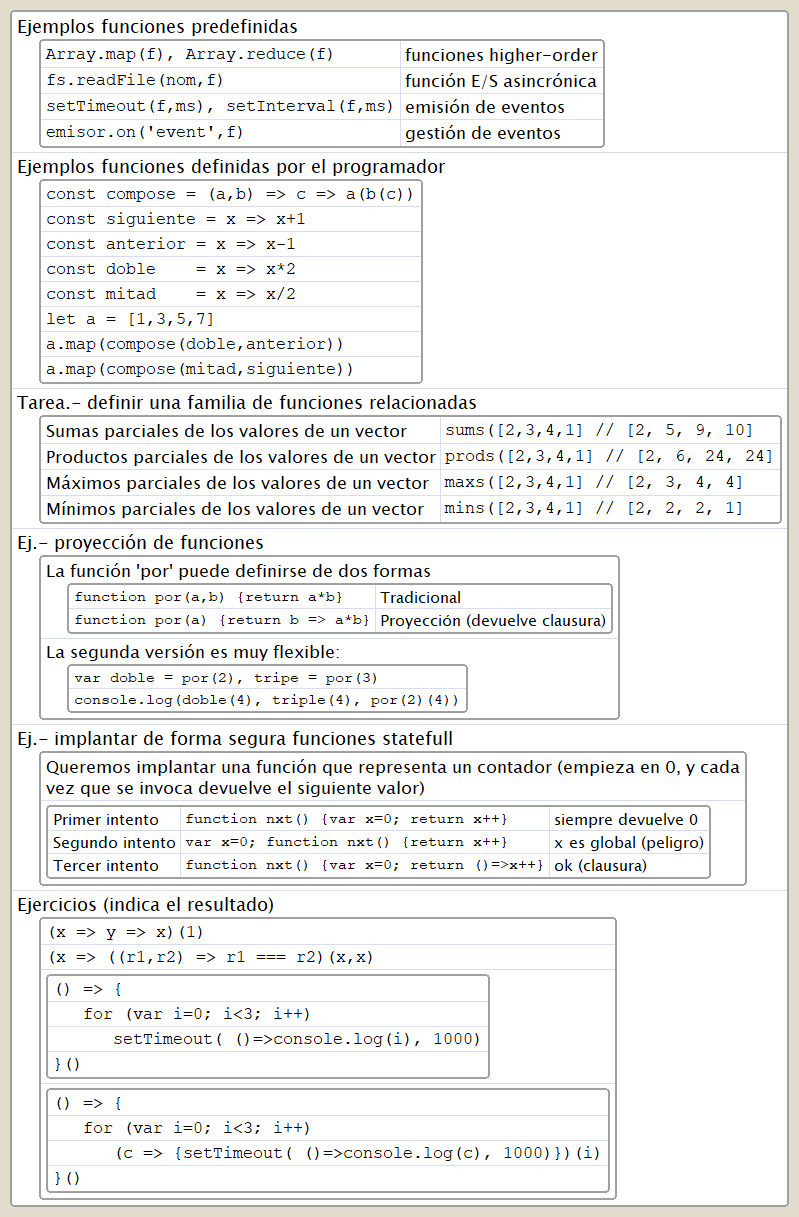 Ejemplos funciones predefinidas
Array.map(f), Array.reduce(f) funciones higher-order
fs.readFile(nom,f) función E/S asincrónica
setTimeout(f,ms), setInterval(f,ms) emisión de eventos
emisor.on('event',f) gestión de eventos
Ejemplos funciones definidas por el programador
const compose = (a,b) => c => a(b(c))
const siguiente = x => x+1
const anterior = x => x-1
const doble    = x => x*2
const mitad    = x => x/2
let a = [1,3,5,7]
a.map(compose(doble,anterior))
a.map(compose(mitad,siguiente))
Tarea.- definir una familia de funciones relacionadas
Sumas parciales de los valores de un vector sums([2,3,4,1] // [2, 5, 9, 10]
Productos parciales de los valores de un vector prods([2,3,4,1] // [2, 6, 24, 24]
Máximos parciales de los valores de un vector maxs([2,3,4,1] // [2, 3, 4, 4]
Mínimos parciales de los valores de un vector mins([2,3,4,1] // [2, 2, 2, 1]
Ej.- proyección de funciones
La función 'por' puede definirse de dos formas
function por(a,b) {return a*b} Tradicional
function por(a) {return b => a*b} Proyección (devuelve clausura)
La segunda versión es muy flexible:
var doble = por(2), tripe = por(3)
console.log(doble(4), triple(4), por(2)(4))
Ej.- implantar de forma segura funciones statefull
Queremos implantar una función que representa un contador (empieza en 0, y cada
vez que se invoca devuelve el siguiente valor)
Primer intento function nxt() {var x=0; return x++} siempre devuelve 0
Segundo intento var x=0; function nxt() {return x++} x es global (peligro)
Tercer intento function nxt() {var x=0; return ()=>x++} ok (clausura)
Ejercicios (indica el resultado)
(x => y => x)(1)
(x => ((r1,r2) => r1 === r2)(x,x)
() => {
for (var i=0; i<3; i++)
setTimeout( ()=>console.log(i), 1000)
}()
() => {
for (var i=0; i<3; i++)
(c => {setTimeout( ()=>console.log(c), 1000)})(i)
}()